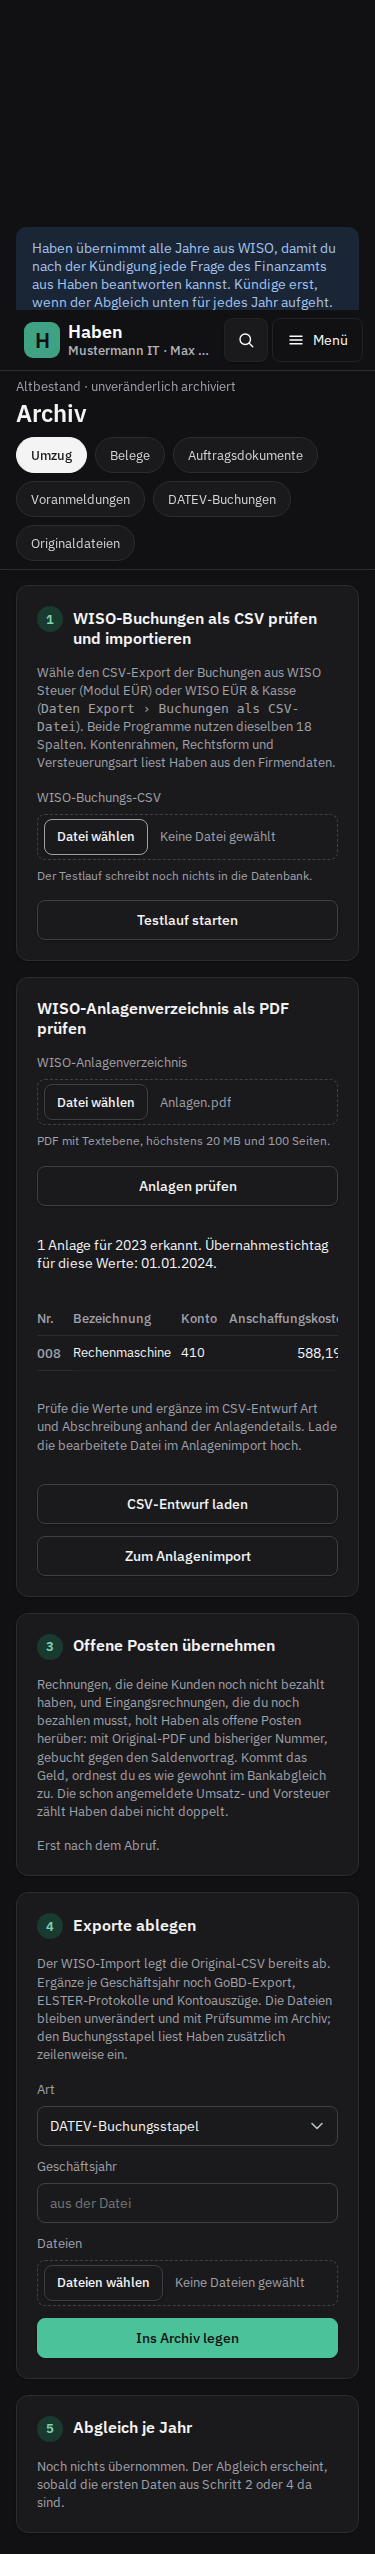 Haben übernimmt alle Jahre aus WISO, damit du
nach der Kündigung jede Frage des Finanzamts
aus Haben beantworten kannst. Kündige erst,
wenn der Abgleich unten für jedes Jahr aufgeht.
H
Haben
Mustermann IT · Max ...
Menü
Altbestand · unveränderlich archiviert
Archiv
Umzug
Belege
Auftragsdokumente
Voranmeldungen
DATEV-Buchungen
Originaldateien
1
WISO-Buchungen als CSV prüfen
und importieren
Wähle den CSV-Export der Buchungen aus WISO
Steuer (Modul EÜR) oder WISO EÜR & Kasse
(Daten Export › Buchungen als CSV-
Datei). Beide Programme nutzen dieselben 18
Spalten. Kontenrahmen, Rechtsform und
Versteuerungsart liest Haben aus den Firmendaten.
WISO-Buchungs-CSV
Datei wählen
Keine Datei gewählt
Der Testlauf schreibt noch nichts in die Datenbank.
Testlauf starten
WISO-Anlagenverzeichnis als PDF
prüfen
WISO-Anlagenverzeichnis
Datei wählen
Anlagen.pdf
PDF mit Textebene, höchstens 20 MB und 100 Seiten.
Anlagen prüfen
1 Anlage für 2023 erkannt. Übernahmestichtag
für diese Werte: 01.01.2024.
Nr. Bezeichnung Konto Anschaffungskoste
008 Rechenmaschine 410 588,19
Prüfe die Werte und ergänze im CSV-Entwurf Art
und Abschreibung anhand der Anlagendetails. Lade
die bearbeitete Datei im Anlagenimport hoch.
CSV-Entwurf laden
Zum Anlagenimport
3
Offene Posten übernehmen
Rechnungen, die deine Kunden noch nicht bezahlt
haben, und Eingangsrechnungen, die du noch
bezahlen musst, holt Haben als offene Posten
herüber: mit Original-PDF und bisheriger Nummer,
gebucht gegen den Saldenvortrag. Kommt das
Geld, ordnest du es wie gewohnt im Bankabgleich
zu. Die schon angemeldete Umsatz- und Vorsteuer
zählt Haben dabei nicht doppelt.
Erst nach dem Abruf.
4
Exporte ablegen
Der WISO-Import legt die Original-CSV bereits ab.
Ergänze je Geschäftsjahr noch GoBD-Export,
ELSTER-Protokolle und Kontoauszüge. Die Dateien
bleiben unverändert und mit Prüfsumme im Archiv;
den Buchungsstapel liest Haben zusätzlich
zeilenweise ein.
Art
DATEV-Buchungsstapel
Geschäftsjahr
aus der Datei
Dateien
Dateien wählen
Keine Dateien gewählt
Ins Archiv legen
5
Abgleich je Jahr
Noch nichts übernommen. Der Abgleich erscheint,
sobald die ersten Daten aus Schritt 2 oder 4 da
sind.